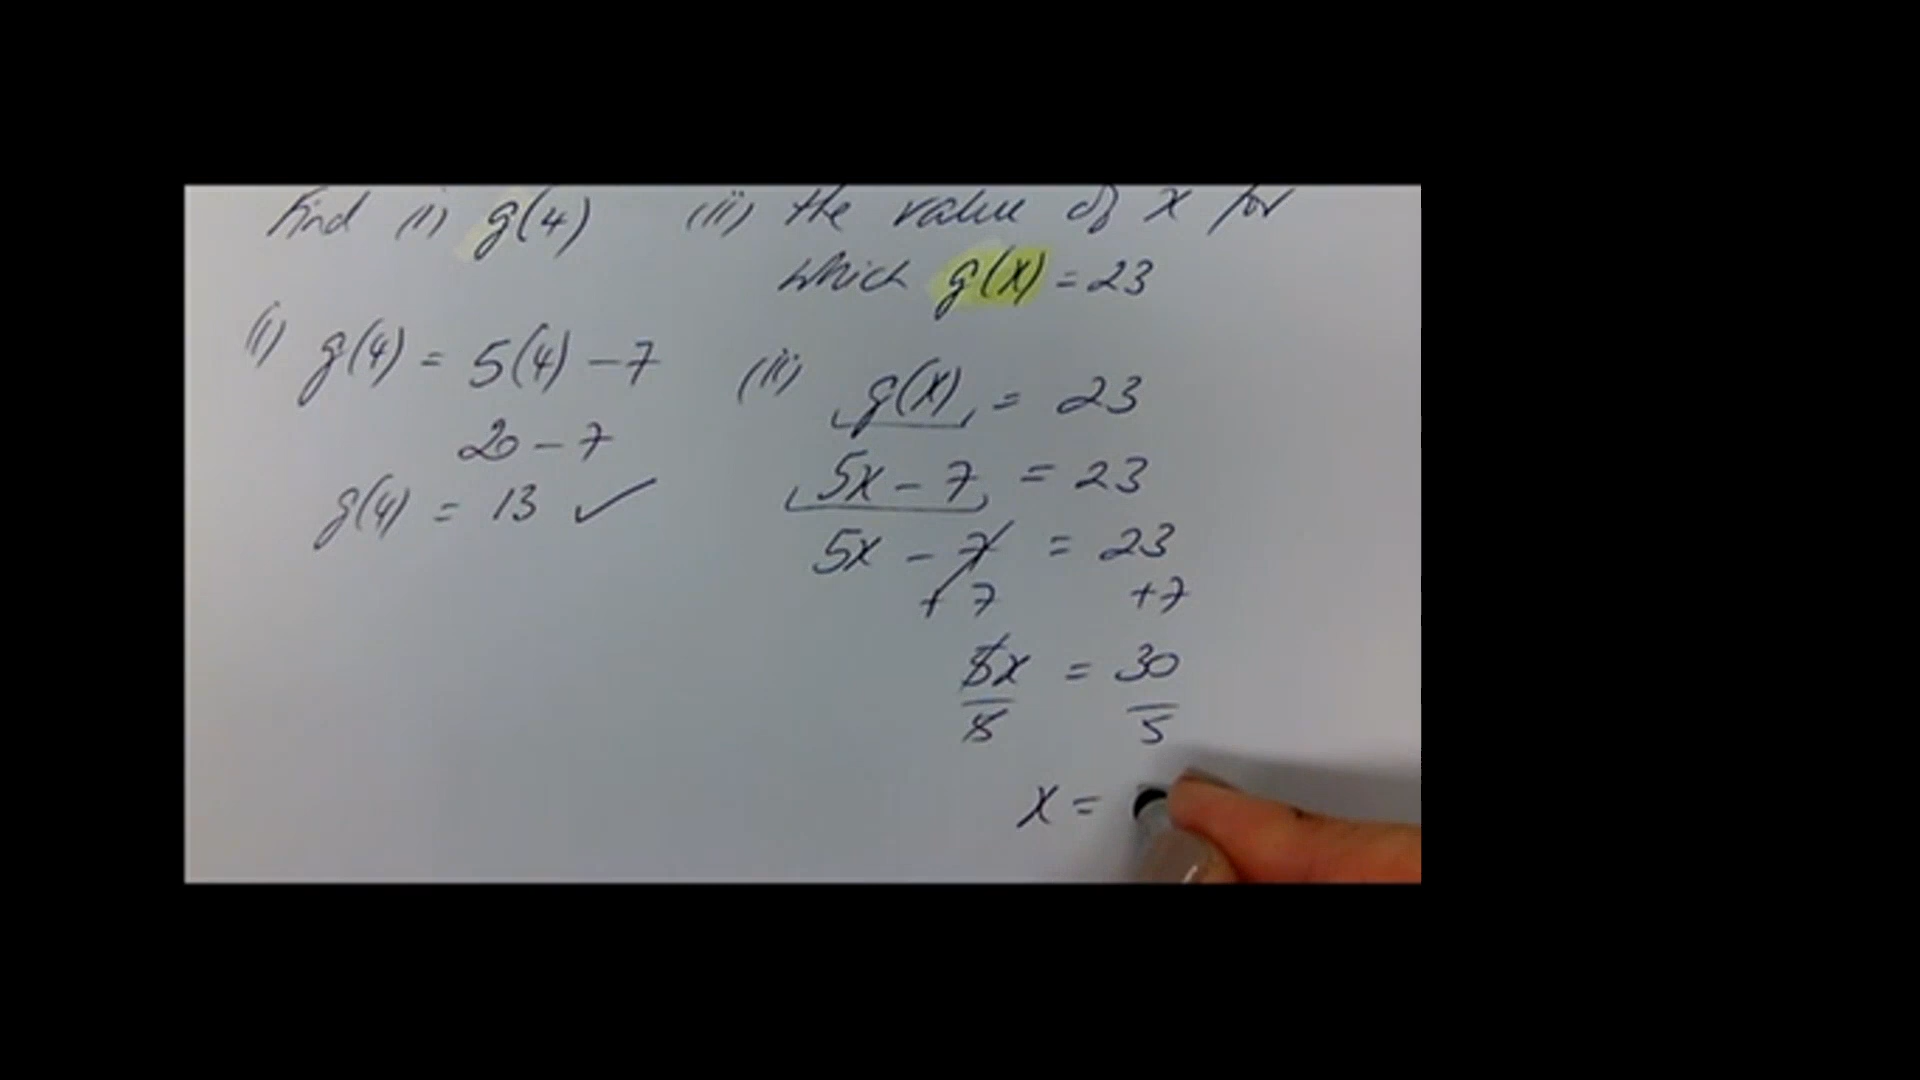 Find (i) g(4) (ii) the value of x for
which g(x) = 23
(i) g(4) = 5(4) - 7
20 - 7
g(4) = 13 ✓
(ii) g(x) = 23
5x - 7 = 23
5x - 7 = 23
+ 7 +7
5x = 30
5 5
x =